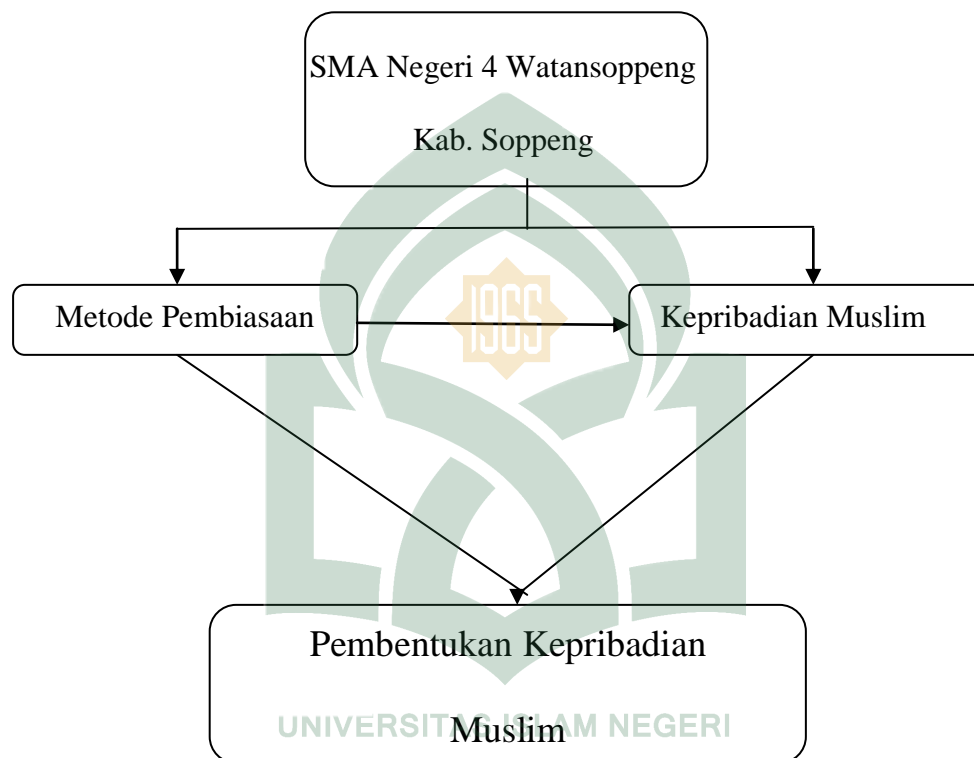 SMA Negeri 4 Watansoppeng
Kab. Soppeng
Metode Pembiasaan
1965
Kepribadian Muslim
Pembentukan Kepribadian
Muslim
UNIVERSITAS ISLAM NEGERI